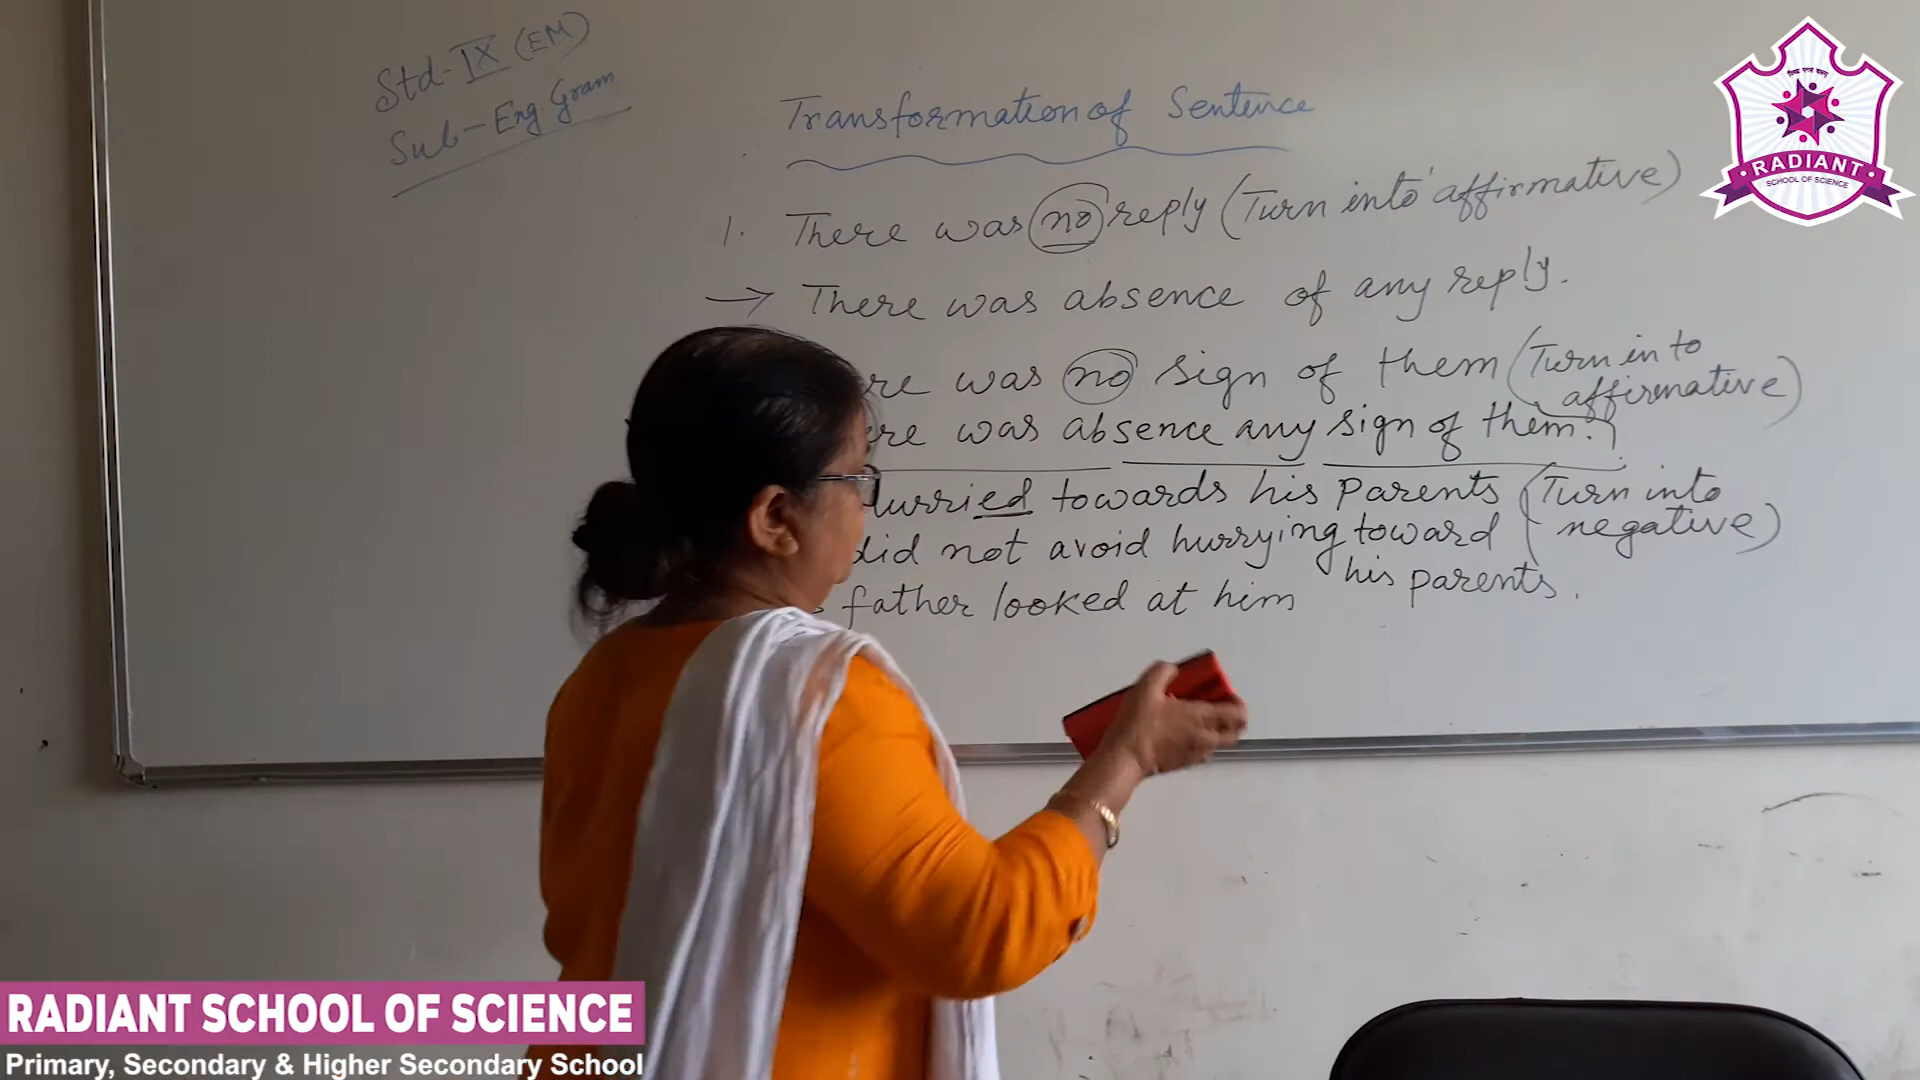 Std- IX (EM)
Sub- Eng. Gram
Transformation of Sentence
1. There was no reply (Turn into affirmative)
→ There was absence of any reply.
ere was no sign of them (Turn in to
affirmative)
ere was absence any sign of them.
urried towards his parents (Turn into
negative)
did not avoid hurrying toward
his parents.
father looked at him
RADIANT
SCHOOL OF SCIENCE
RADIANT SCHOOL OF SCIENCE
Primary, Secondary & Higher Secondary School